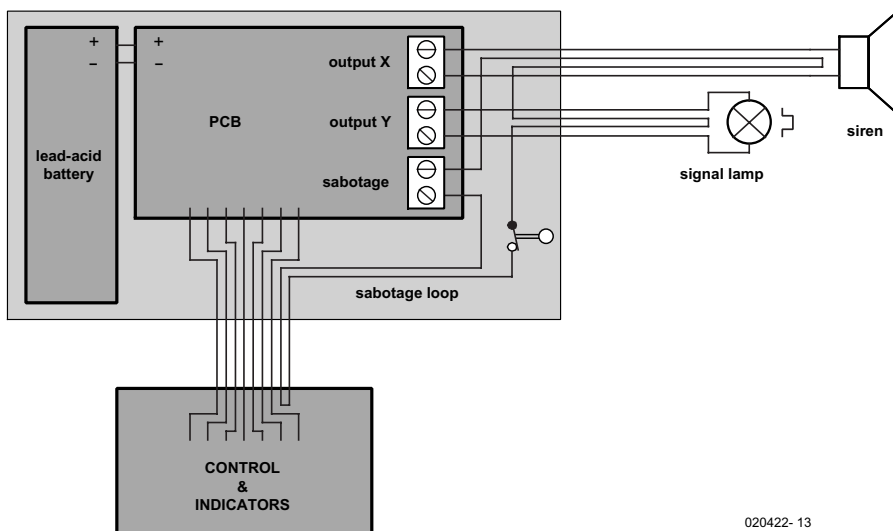 +
–
+
–
output X
PCB
output Y
lead-acid
battery
sabotage
siren
signal lamp
sabotage loop
CONTROL
&
INDICATORS
020422- 13